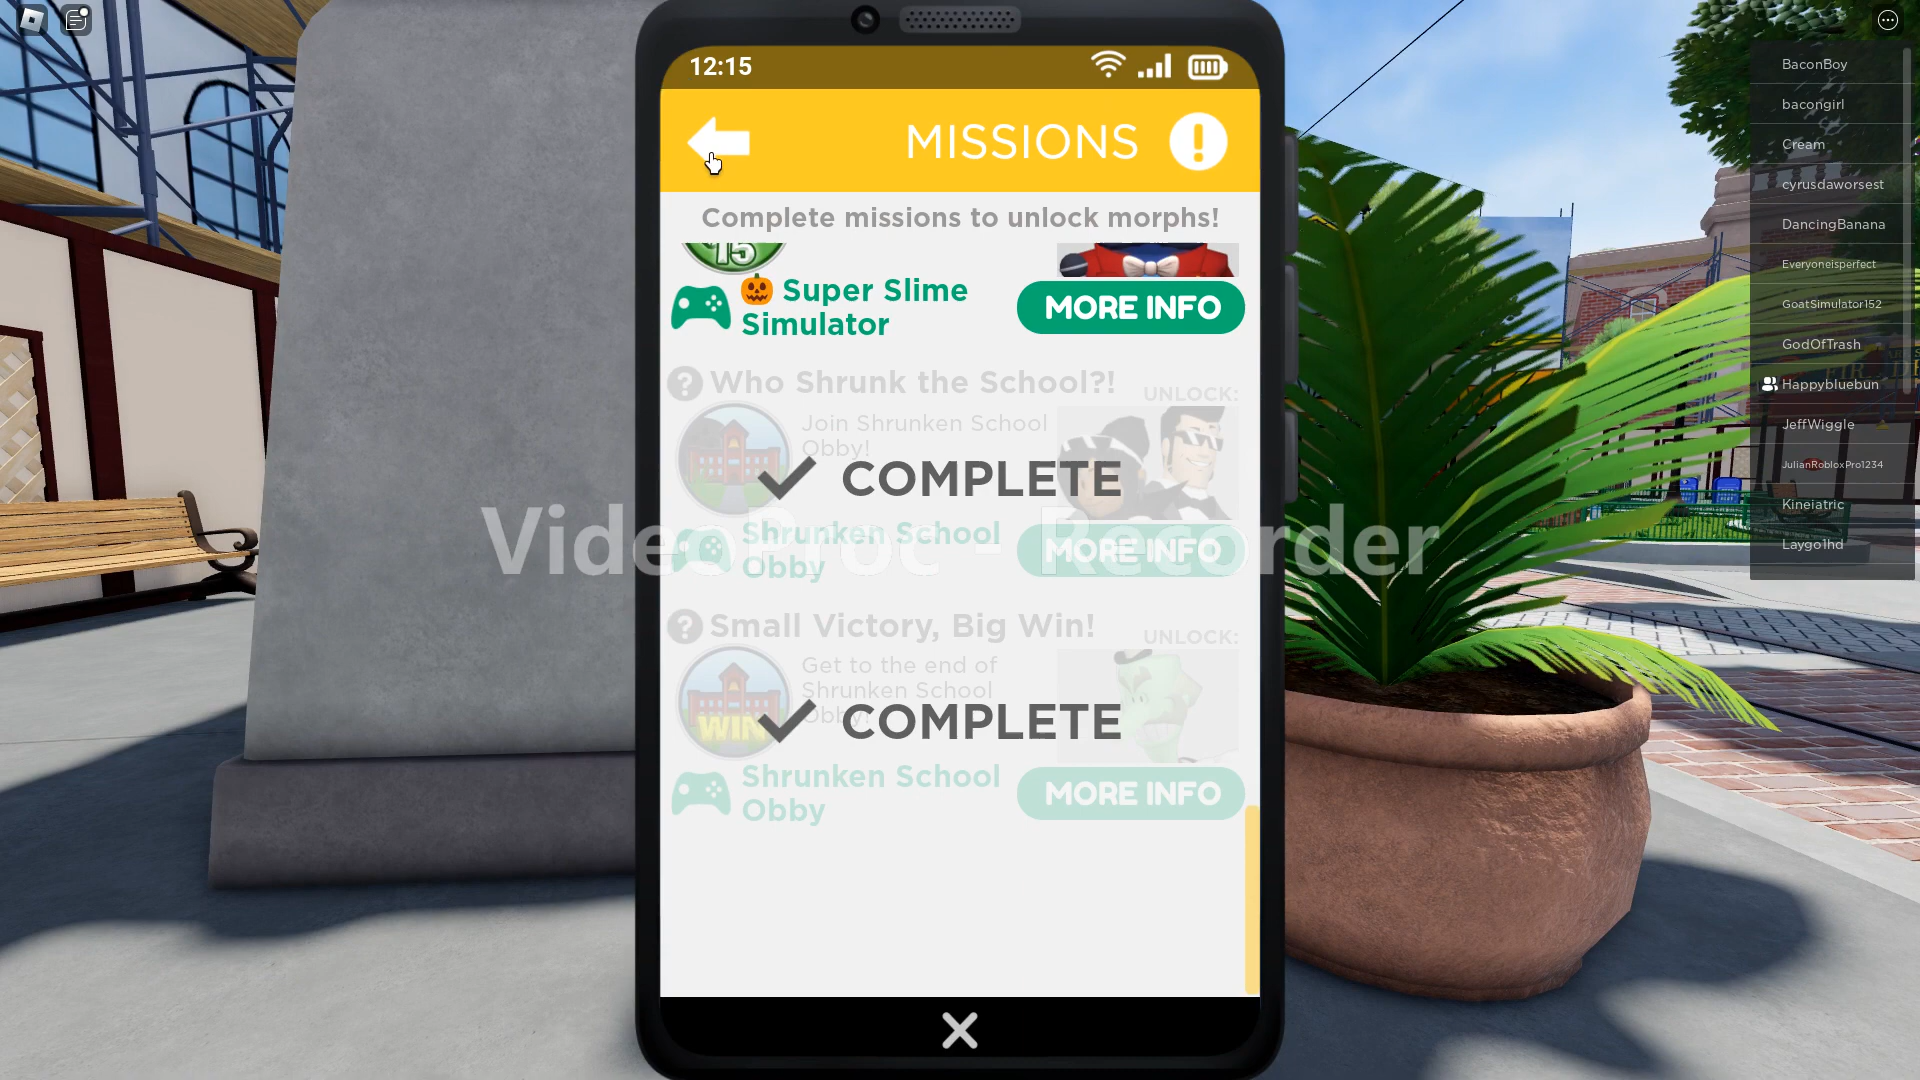 12:15
MISSIONS
Complete missions to unlock morphs!
15
Super Slime
Simulator
MORE INFO
Who Shrunk the School?!
UNLOCK:
Join Shrunken School
Obby!
COMPLETE
Shrunken School
Obby
MORE INFO
VideoProc - Recorder
Small Victory, Big Win!
UNLOCK:
Get to the end of
Shrunken School
Obby!
WIN
COMPLETE
Shrunken School
Obby
MORE INFO
BaconBoy
bacongirl
Cream
cyrusdaworsest
DancingBanana
Everyoneisperfect
GoatSimulator152
GodOfTrash
Happybluebun
JeffWiggle
JulianRobloxPro1234
Kineiatric
Laygo1hd